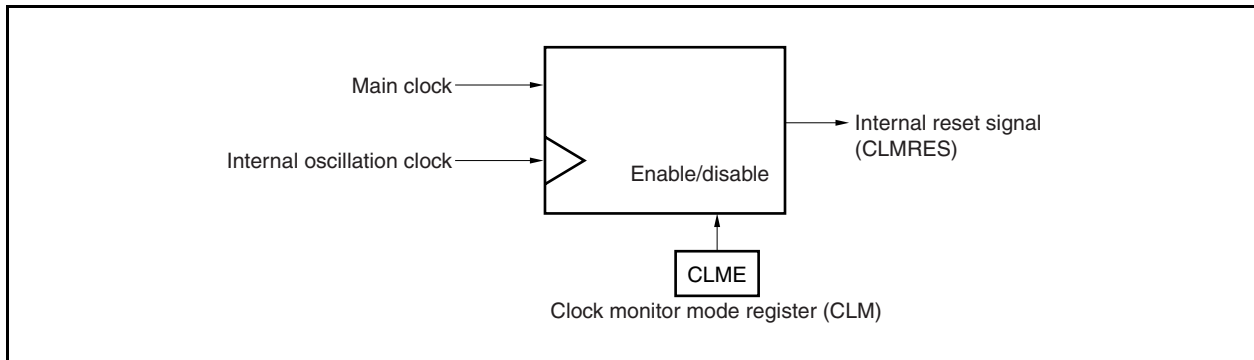 Main clock
Internal oscillation clock
Enable/disable
Internal reset signal
(CLMRES)
CLME
Clock monitor mode register (CLM)